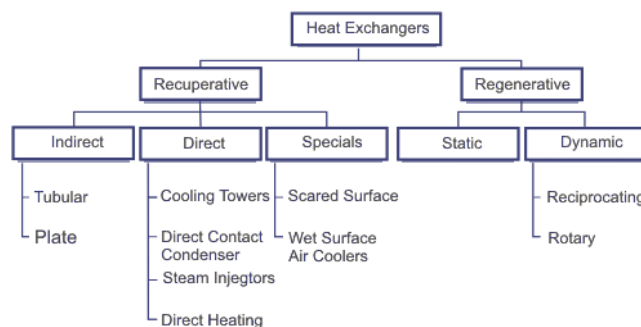 Heat Exchangers
Recuperative
Regenerative
Indirect
Direct
Specials
Static
Dynamic
Tubular
Plate
Cooling Towers
Direct Contact
Condenser
Steam Injegtors
Direct Heating
Scared Surface
Wet Surface
Air Coolers
Reciprocating
Rotary